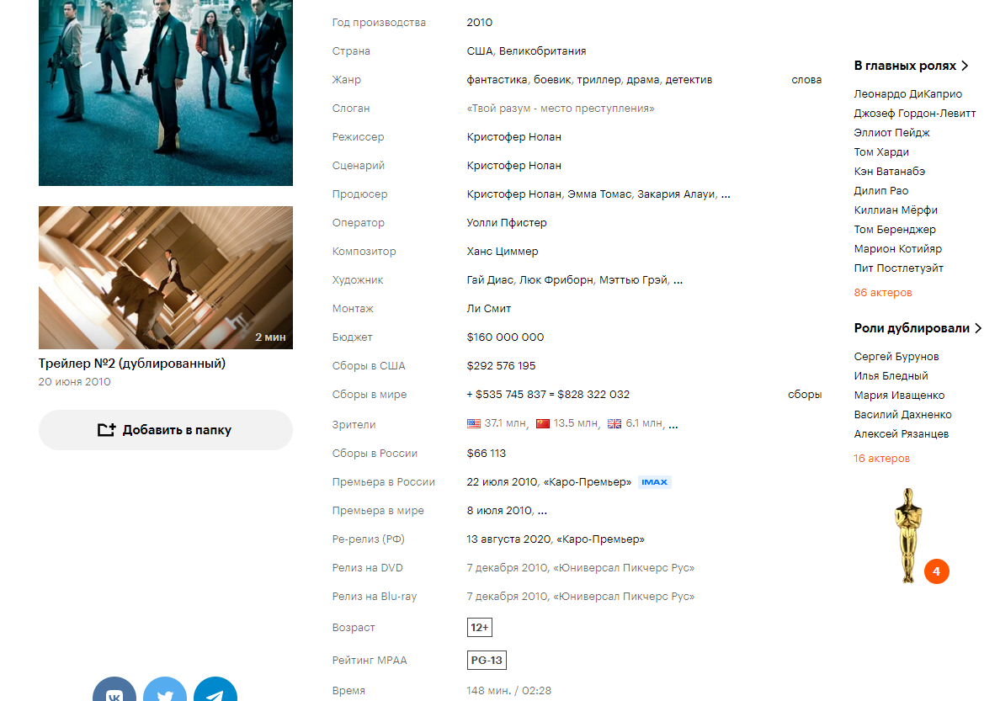 Год производства 2010
Страна США, Великобритания
Жанр фантастика, боевик, триллер, драма, детектив слова
Слоган «Твой разум - место преступления»
Режиссер Кристофер Нолан
Сценарий Кристофер Нолан
Продюсер Кристофер Нолан, Эмма Томас, Закария Алауи, ...
Оператор Уолли Пфистер
Композитор Ханс Циммер
Художник Гай Диас, Люк Фриборн, Мэттью Грэй, ...
Монтаж Ли Смит
Бюджет $160 000 000
Сборы в США $292 576 195
Сборы в мире + $535 745 837 = $828 322 032 сборы
Зрители 37.1 млн, 13.5 млн, 6.1 млн, ...
Сборы в России $66 113
Премьера в России 22 июля 2010, «Каро-Премьер» IMAX
Премьера в мире 8 июля 2010, ...
Ре-релиз (РФ) 13 августа 2020, «Каро-Премьер»
Релиз на DVD 7 декабря 2010, «Юниверсал Пикчерс Рус»
Релиз на Blu-ray 7 декабря 2010, «Юниверсал Пикчерс Рус»
Возраст 12+
Рейтинг MPAA PG-13
Время 148 мин. / 02:28
2 мин
Трейлер №2 (дублированный)
20 июня 2010
Добавить в папку
В главных ролях
Леонардо ДиКаприо
Джозеф Гордон-Левитт
Эллиот Пейдж
Том Харди
Кэн Ватанабэ
Дилип Рао
Киллиан Мёрфи
Том Беренджер
Марион Котийяр
Пит Постлетуэйт
86 актеров
Роли дублировали
Сергей Бурунов
Илья Бледный
Мария Иващенко
Василий Дахненко
Алексей Рязанцев
16 актеров
4